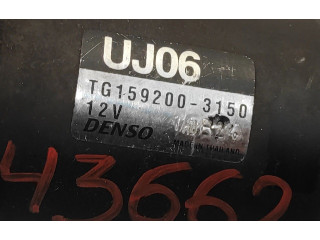 UJ06
TG159200-3150
12V
DENSO
MADE IN THAILAND
43662